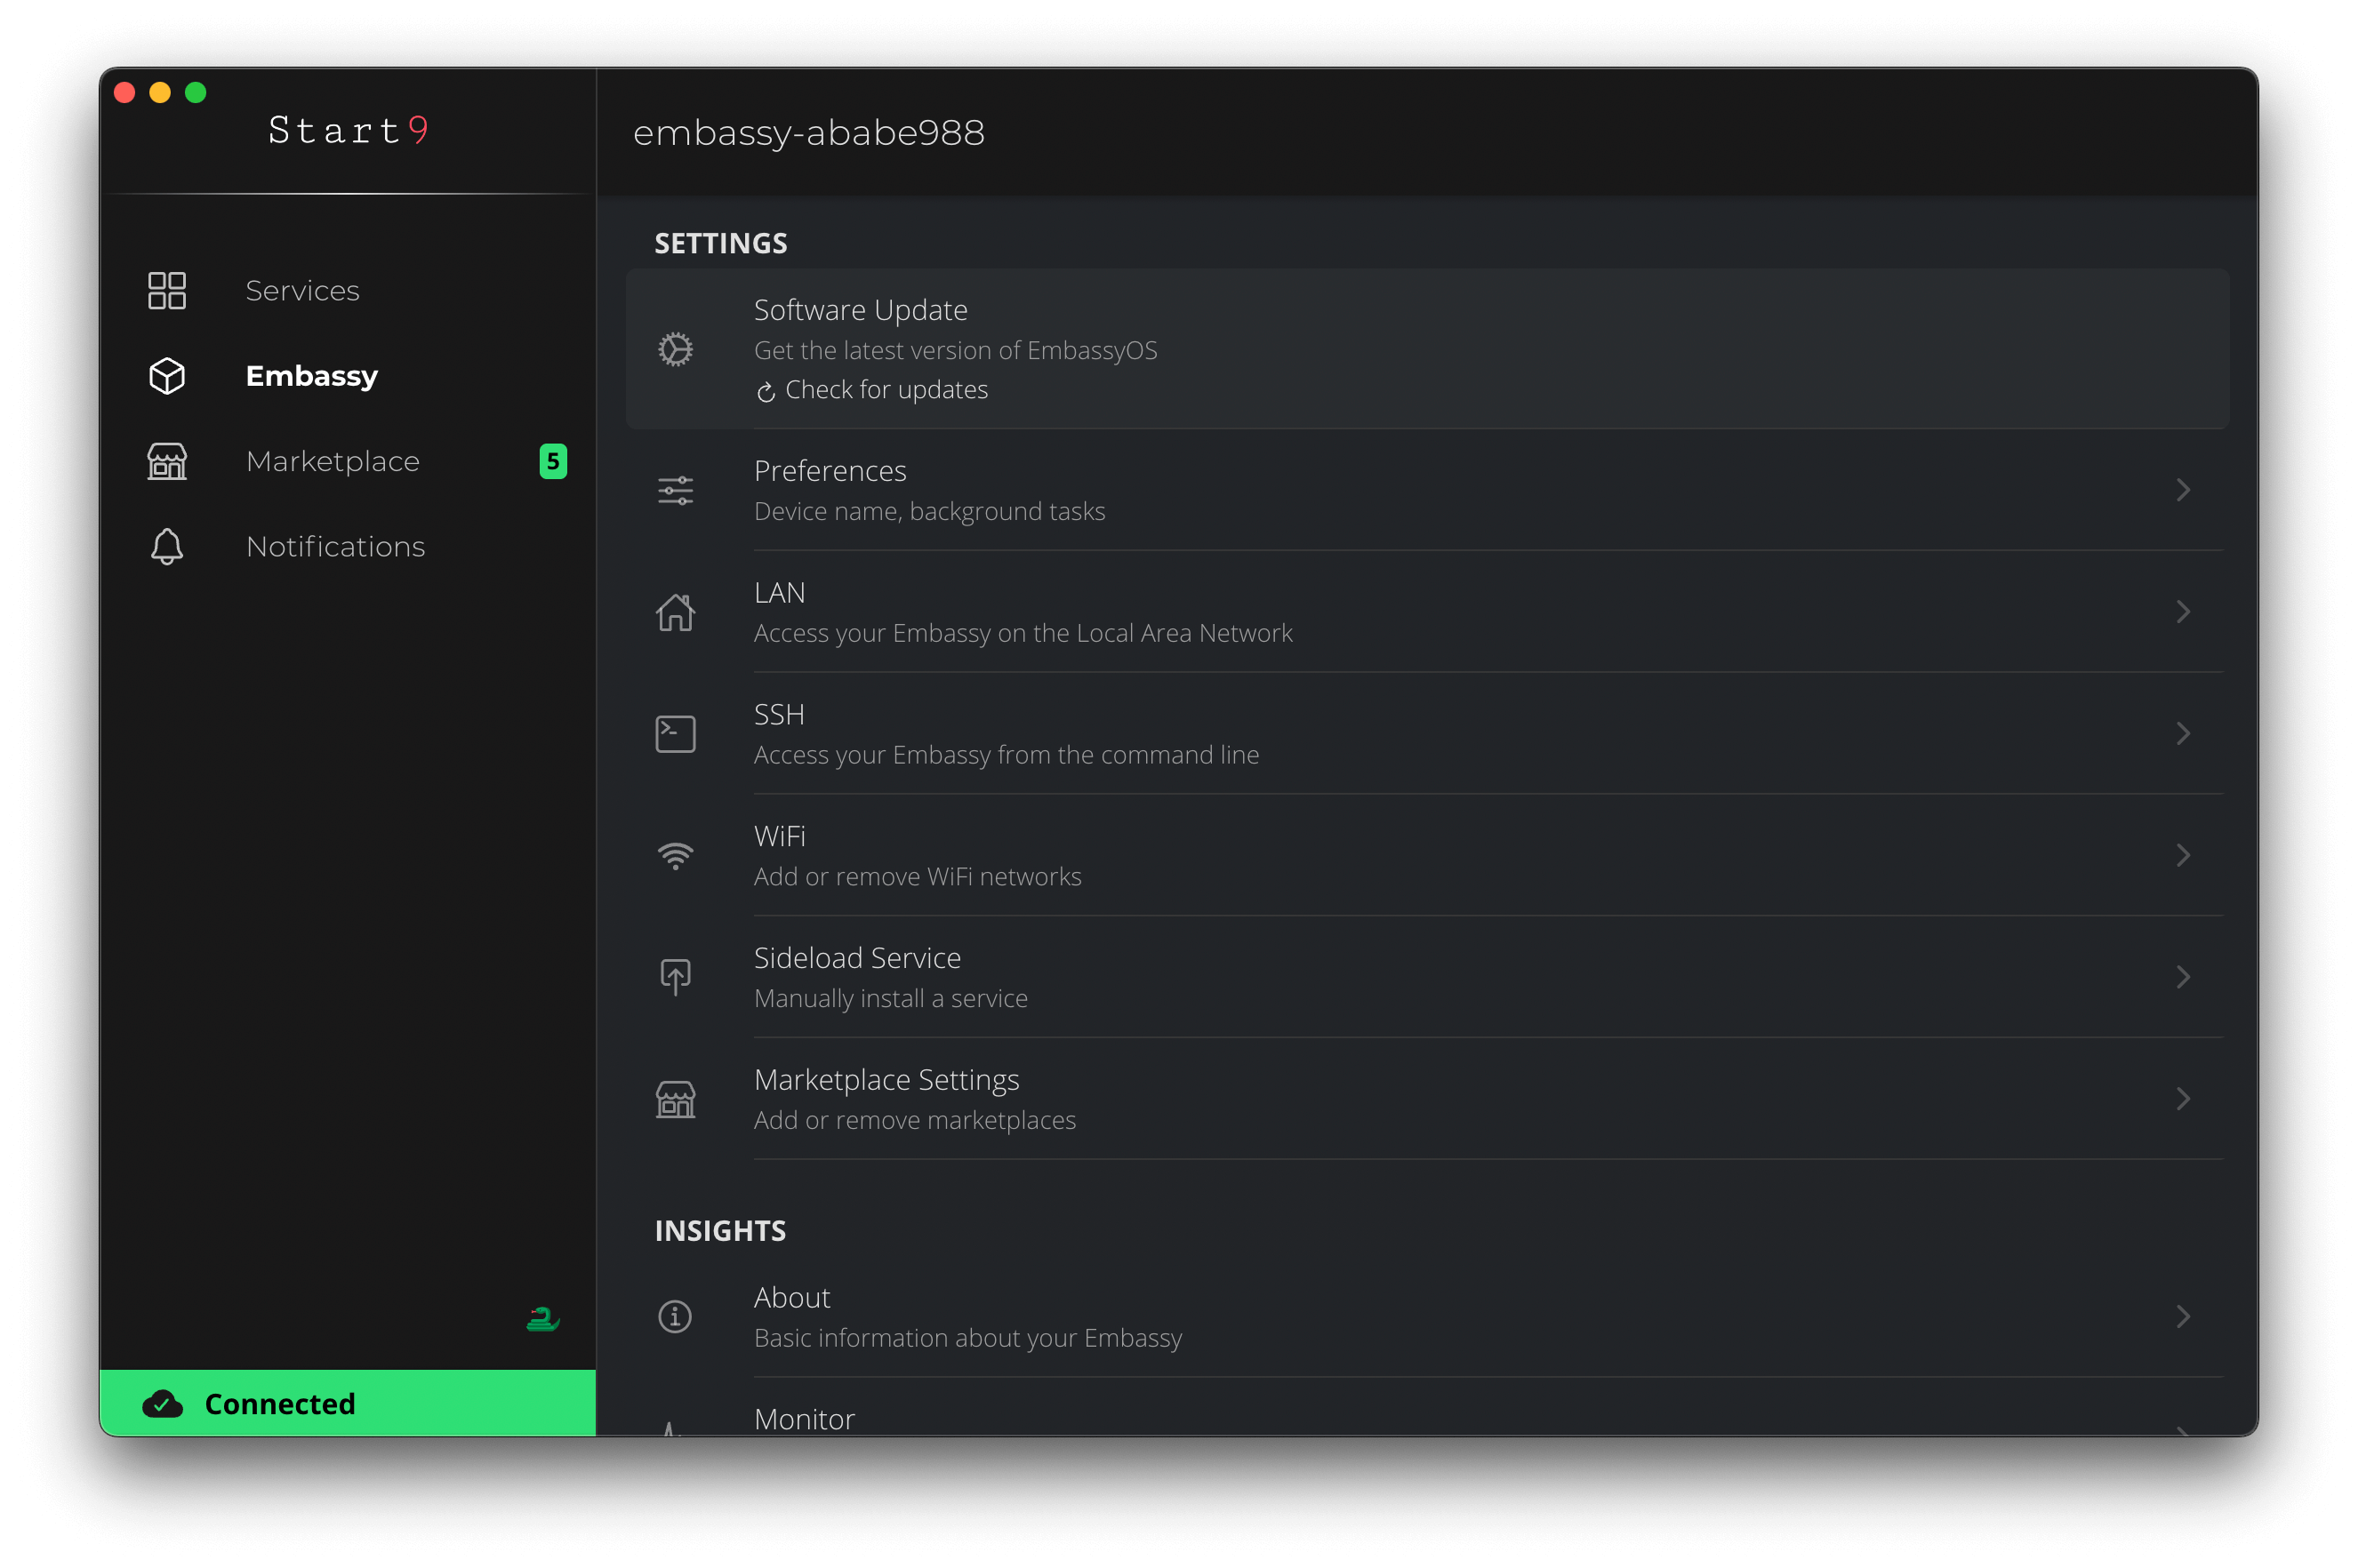 Start9
Services
Embassy
Marketplace
5
Notifications
Connected
embassy-ababe988
SETTINGS
Software Update
Get the latest version of EmbassyOS
Check for updates
Preferences
Device name, background tasks
LAN
Access your Embassy on the Local Area Network
SSH
Access your Embassy from the command line
WiFi
Add or remove WiFi networks
Sideload Service
Manually install a service
Marketplace Settings
Add or remove marketplaces
INSIGHTS
About
Basic information about your Embassy
Monitor